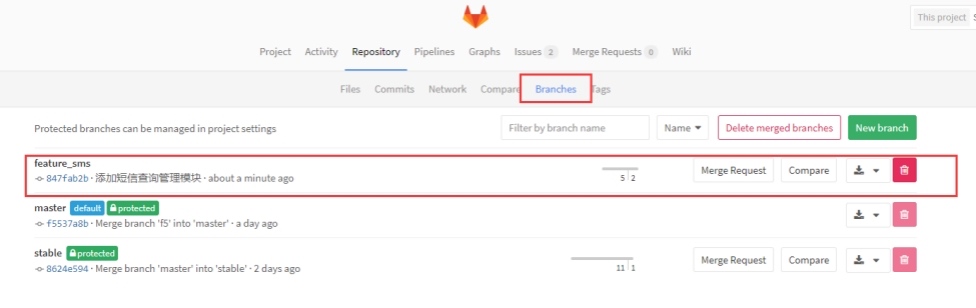 This project S
Project Activity Repository Pipelines Graphs Issues 2 Merge Requests 0 Wiki
Files Commits Network Compare Branches Tags
Protected branches can be managed in project settings Filter by branch name Name Delete merged branches New branch
feature_sms
847fab2b · 添加短信查询管理模块 · about a minute ago 5 2 Merge Request Compare
master default protected
f5537a8b · Merge branch 'f5' into 'master' · a day ago
stable protected
8624e594 · Merge branch 'master' into 'stable' · 2 days ago 11 1 Merge Request Compare